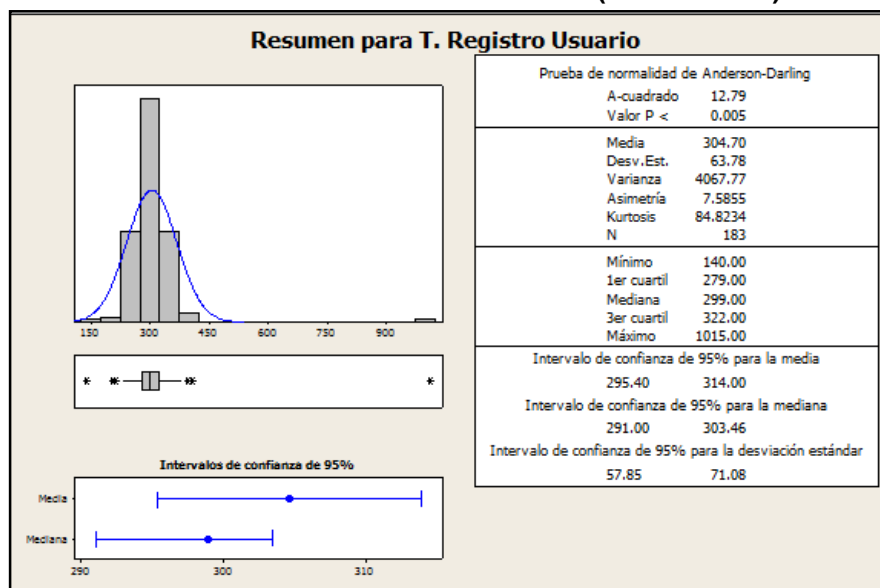 Resumen para T. Registro Usuario
150 300 450 600 750 900
Intervalos de confianza de 95%
Media
Mediana
290 300 310
Prueba de normalidad de Anderson-Darling
A-cuadrado 12.79
Valor P < 0.005
Media 304.70
Desv.Est. 63.78
Varianza 4067.77
Asimetría 7.5855
Kurtosis 84.8234
N 183
Mínimo 140.00
1er cuartil 279.00
Mediana 299.00
3er cuartil 322.00
Máximo 1015.00
Intervalo de confianza de 95% para la media
295.40 314.00
Intervalo de confianza de 95% para la mediana
291.00 303.46
Intervalo de confianza de 95% para la desviación estándar
57.85 71.08